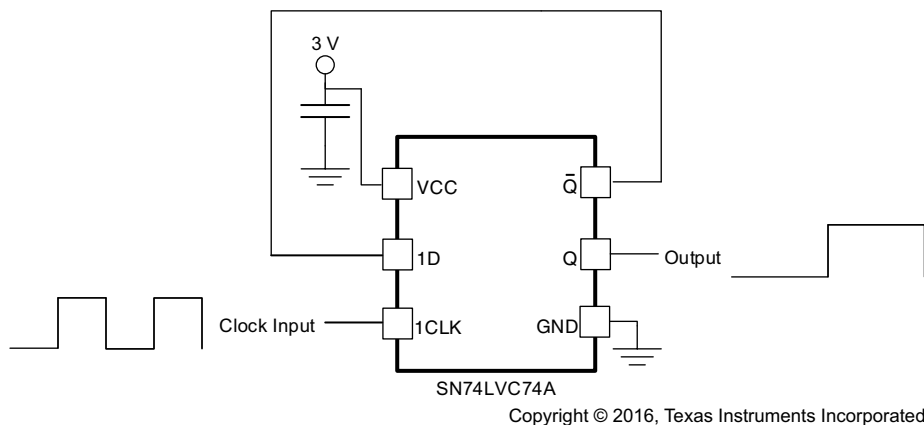 3 V
VCC
Q̄
1D
Q
Output
Clock Input
1CLK
GND
SN74LVC74A
Copyright © 2016, Texas Instruments Incorporated